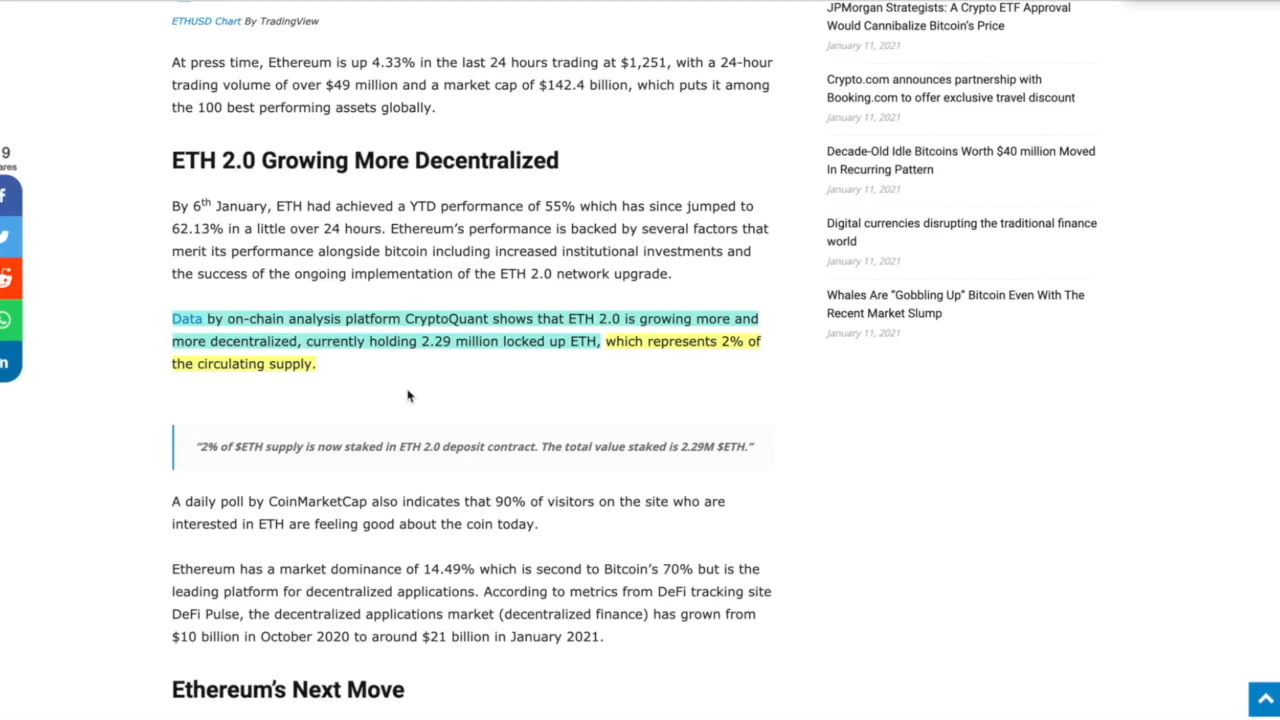 ETHUSD Chart By TradingView
At press time, Ethereum is up 4.33% in the last 24 hours trading at $1,251, with a 24-hour
trading volume of over $49 million and a market cap of $142.4 billion, which puts it among
the 100 best performing assets globally.
ETH 2.0 Growing More Decentralized
By 6th January, ETH had achieved a YTD performance of 55% which has since jumped to
62.13% in a little over 24 hours. Ethereum’s performance is backed by several factors that
merit its performance alongside bitcoin including increased institutional investments and
the success of the ongoing implementation of the ETH 2.0 network upgrade.
Data by on-chain analysis platform CryptoQuant shows that ETH 2.0 is growing more and
more decentralized, currently holding 2.29 million locked up ETH, which represents 2% of
the circulating supply.
“2% of $ETH supply is now staked in ETH 2.0 deposit contract. The total value staked is 2.29M $ETH.”
A daily poll by CoinMarketCap also indicates that 90% of visitors on the site who are
interested in ETH are feeling good about the coin today.
Ethereum has a market dominance of 14.49% which is second to Bitcoin’s 70% but is the
leading platform for decentralized applications. According to metrics from DeFi tracking site
DeFi Pulse, the decentralized applications market (decentralized finance) has grown from
$10 billion in October 2020 to around $21 billion in January 2021.
Ethereum’s Next Move
JPMorgan Strategists: A Crypto ETF Approval
Would Cannibalize Bitcoin’s Price
January 11, 2021
Crypto.com announces partnership with
Booking.com to offer exclusive travel discount
January 11, 2021
Decade-Old Idle Bitcoins Worth $40 million Moved
In Recurring Pattern
January 11, 2021
Digital currencies disrupting the traditional finance
world
January 11, 2021
Whales Are “Gobbling Up” Bitcoin Even With The
Recent Market Slump
January 11, 2021
9
ares